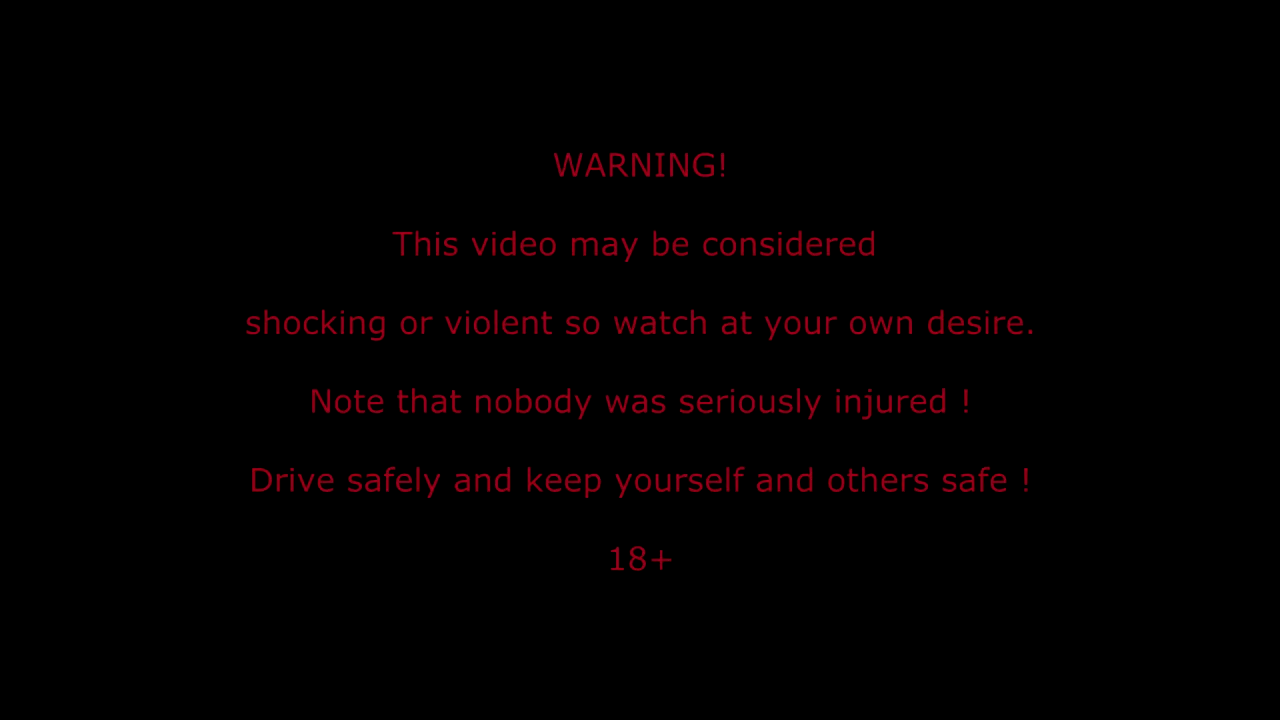 WARNING!
This video may be considered
shocking or violent so watch at your own desire.
Note that nobody was seriously injured !
Drive safely and keep yourself and others safe !
18+